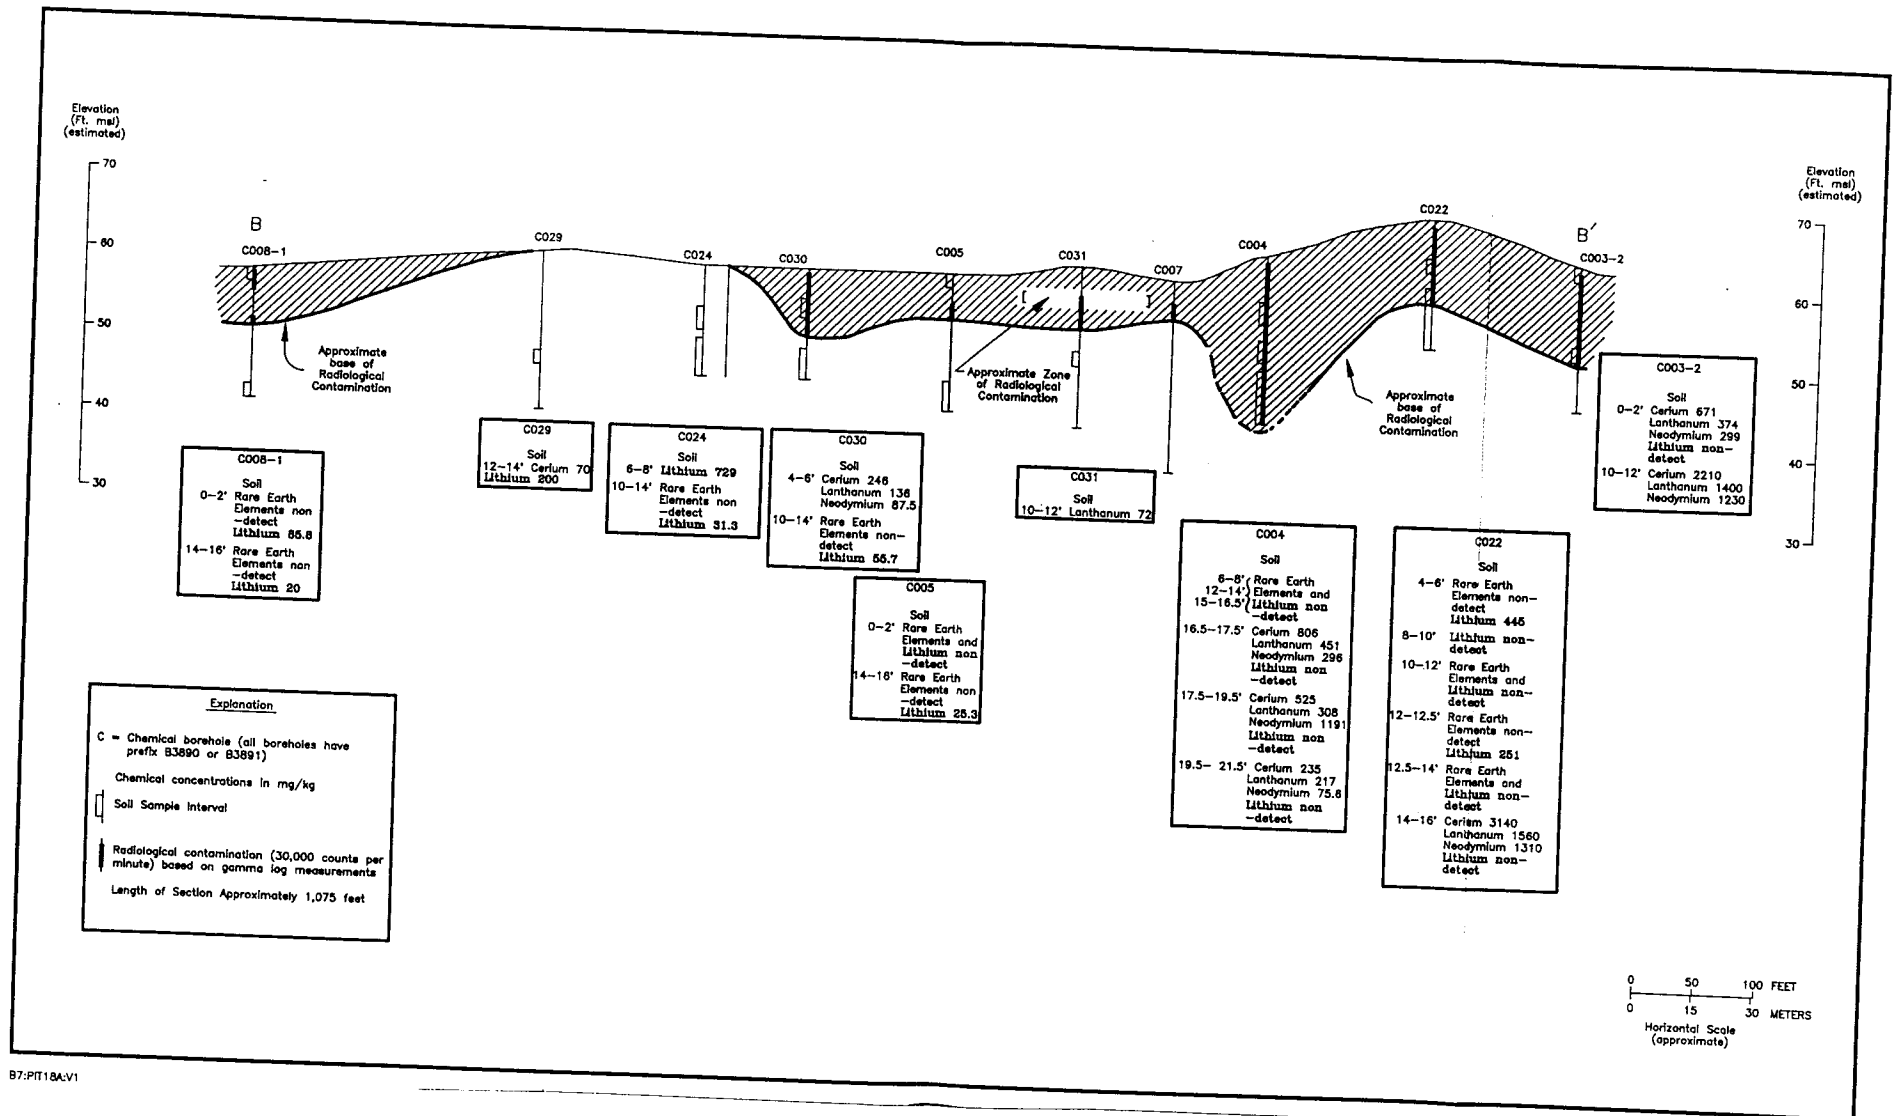 Elevation
(Ft. msl)
(estimated)
70
60
50
40
30
B
C008-1
C029
C024
C030
C005
C031
C007
C004
C022
B'
C003-2
Elevation
(Ft. msl)
(estimated)
70
60
50
40
30
Approximate
base of
Radiological
Contamination
Approximate Zone
of Radiological
Contamination
Approximate
base of
Radiological
Contamination
C008-1
Soil
0-2' Rare Earth
Elements non
-detect
Lithium 85.8
14-16' Rare Earth
Elements non
-detect
Lithium 20
C029
Soil
12-14' Cerium 70
Lithium 200
C024
Soil
6-8' Lithium 729
10-14' Rare Earth
Elements non
-detect
Lithium 31.3
C030
Soil
4-6' Cerium 246
Lanthanum 136
Neodymium 87.5
10-14' Rare Earth
Elements non-
detect
Lithium 55.7
C005
Soil
0-2' Rare Earth
Elements and
Lithium non
-detect
14-18' Rare Earth
Elements non
-detect
Lithium 25.3
C031
Soil
10-12' Lanthanum 72
C004
Soil
6-8' Rare Earth
12-14' Elements and
15-16.5' Lithium non
-detect
16.5-17.5' Cerium 806
Lanthanum 451
Neodymium 296
Lithium non
-detect
17.5-19.5' Cerium 525
Lanthanum 308
Neodymium 1191
Lithium non
-detect
19.5- 21.5' Cerium 235
Lanthanum 217
Neodymium 75.8
Lithium non
-detect
C022
Soil
4-6' Rare Earth
Elements non-
detect
Lithium 445
8-10' Lithium non-
detect
10-12' Rare Earth
Elements and
Lithium non-
detect
12-12.5' Rare Earth
Elements non-
detect
Lithium 251
12.5-14' Rare Earth
Elements and
Lithium non-
detect
14-16' Cerium 3140
Lanthanum 1560
Neodymium 1310
Lithium non-
detect
C003-2
Soil
0-2' Cerium 671
Lanthanum 374
Neodymium 299
Lithium non-
detect
10-12' Cerium 2210
Lanthanum 1400
Neodymium 1230
Explanation
C = Chemical borehole (all boreholes have
prefix B3890 or B3891)
Chemical concentrations in mg/kg
Soil Sample Interval
Radiological contamination (30,000 counts per
minute) based on gamma log measurements
Length of Section Approximately 1,075 feet
0 50 100 FEET
0 15 30 METERS
Horizontal Scale
(approximate)
B7:PIT18A:V1